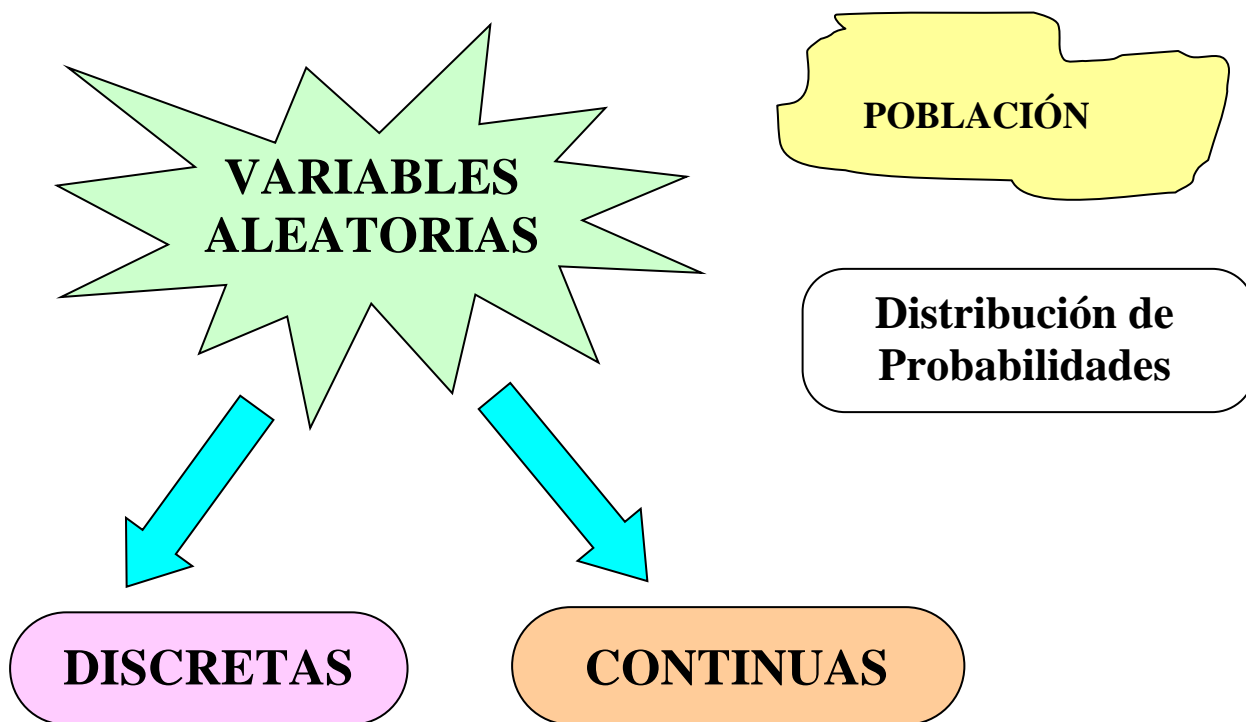 VARIABLES
ALEATORIAS
POBLACIÓN
Distribución de
Probabilidades
DISCRETAS
CONTINUAS